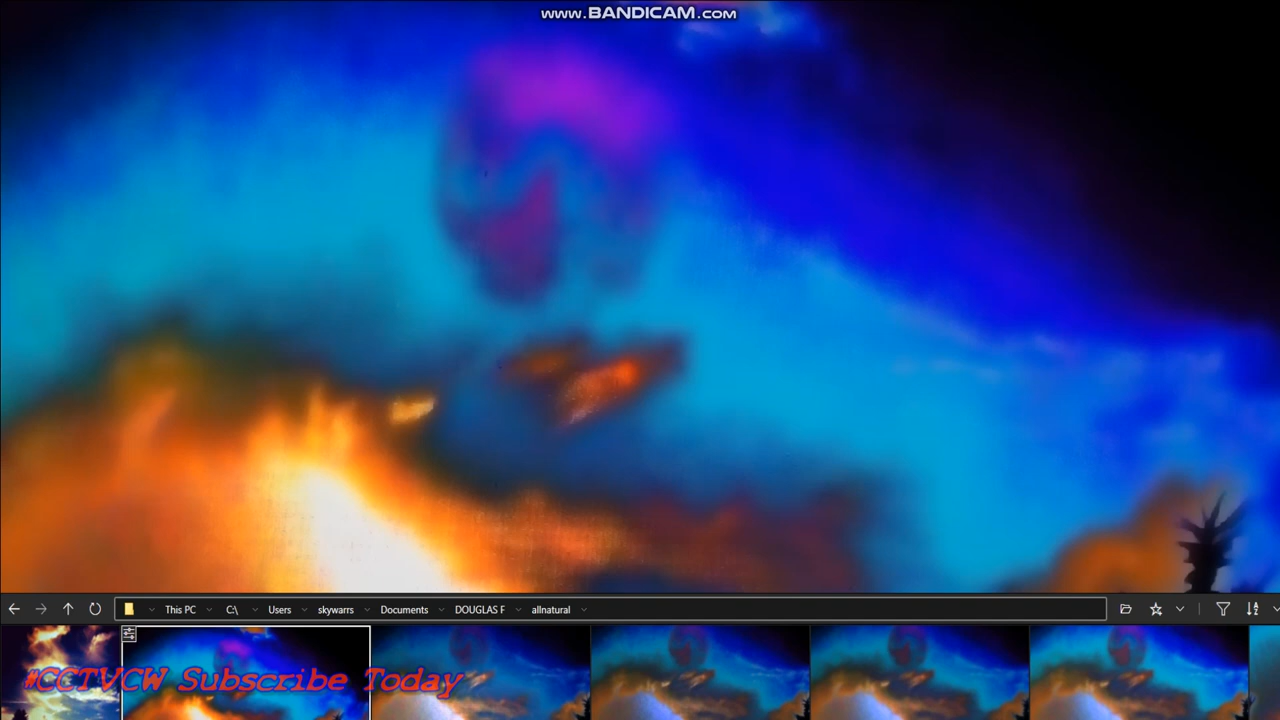 www.BANDICAM.com
This PC C:\ Users skywarrs Documents DOUGLAS F allnatural
#CCTVCW Subscribe Today